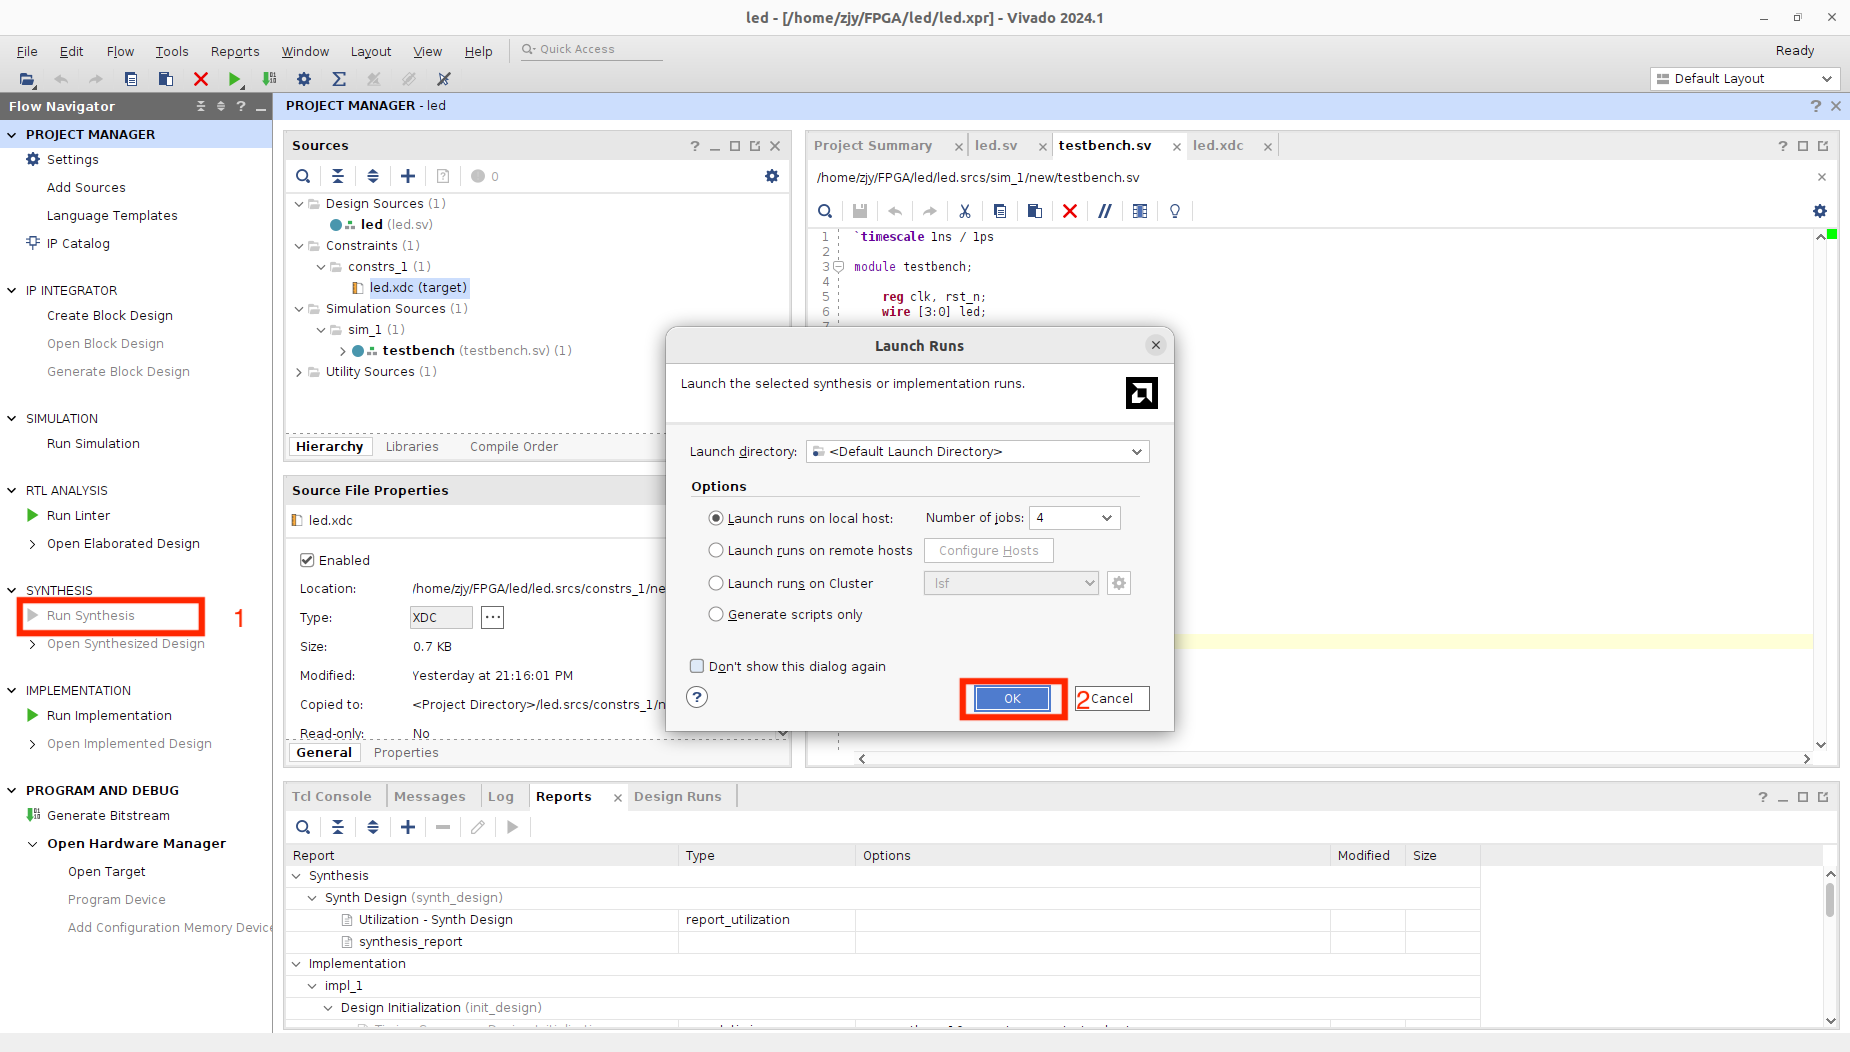 led - [/home/zjy/FPGA/led/led.xpr] - Vivado 2024.1
File Edit Flow Tools Reports Window Layout View Help Quick Access Ready
Default Layout
Flow Navigator
PROJECT MANAGER
Settings
Add Sources
Language Templates
IP Catalog
IP INTEGRATOR
Create Block Design
Open Block Design
Generate Block Design
SIMULATION
Run Simulation
RTL ANALYSIS
Run Linter
Open Elaborated Design
SYNTHESIS
Run Synthesis 1
Open Synthesized Design
IMPLEMENTATION
Run Implementation
Open Implemented Design
PROGRAM AND DEBUG
Generate Bitstream
Open Hardware Manager
Open Target
Program Device
Add Configuration Memory Device
PROJECT MANAGER - led
Sources
0
Design Sources (1)
led (led.sv)
Constraints (1)
constrs_1 (1)
led.xdc (target)
Simulation Sources (1)
sim_1 (1)
testbench (testbench.sv) (1)
Utility Sources (1)
Hierarchy Libraries Compile Order
Source File Properties
led.xdc
Enabled
Location: /home/zjy/FPGA/led/led.srcs/constrs_1/ne
Type: XDC
Size: 0.7 KB
Modified: Yesterday at 21:16:01 PM
Copied to: <Project Directory>/led.srcs/constrs_1/n
Read-only: No
General Properties
Project Summary led.sv testbench.sv led.xdc
/home/zjy/FPGA/led/led.srcs/sim_1/new/testbench.sv
1 `timescale 1ns / 1ps
2
3 module testbench;
4
5 reg clk, rst_n;
6 wire [3:0] led;
7
Launch Runs
Launch the selected synthesis or implementation runs.
Launch directory: <Default Launch Directory>
Options
Launch runs on local host: Number of jobs: 4
Launch runs on remote hosts Configure Hosts
Launch runs on Cluster lsf
Generate scripts only
Don't show this dialog again
? OK 2 Cancel
Tcl Console Messages Log Reports Design Runs
Report Type Options Modified Size
Synthesis
Synth Design (synth_design)
Utilization - Synth Design report_utilization
synthesis_report
Implementation
impl_1
Design Initialization (init_design)